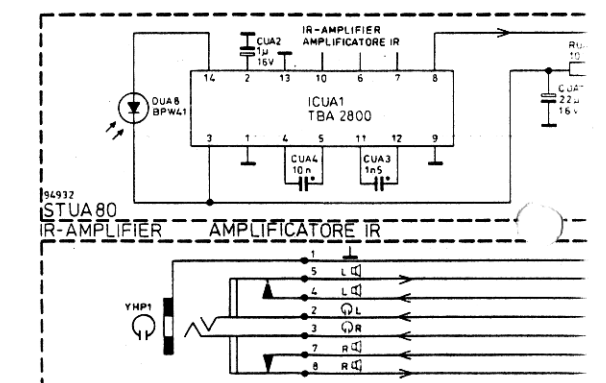 IR-AMPLIFIER
AMPLIFICATORE IR
CUA2
1µ
16V
14 2 13 10 6 7 8
DUA8
BPW41
ICUA1
TBA 2800
3 1 4 5 11 12 9
CUA4
10n
CUA3
1n5
22µ
16V
94932
STUA80
IR-AMPLIFIER AMPLIFICATORE IR
1
5 L
4 L
2 L
3 R
7 R
8 R
YHP1